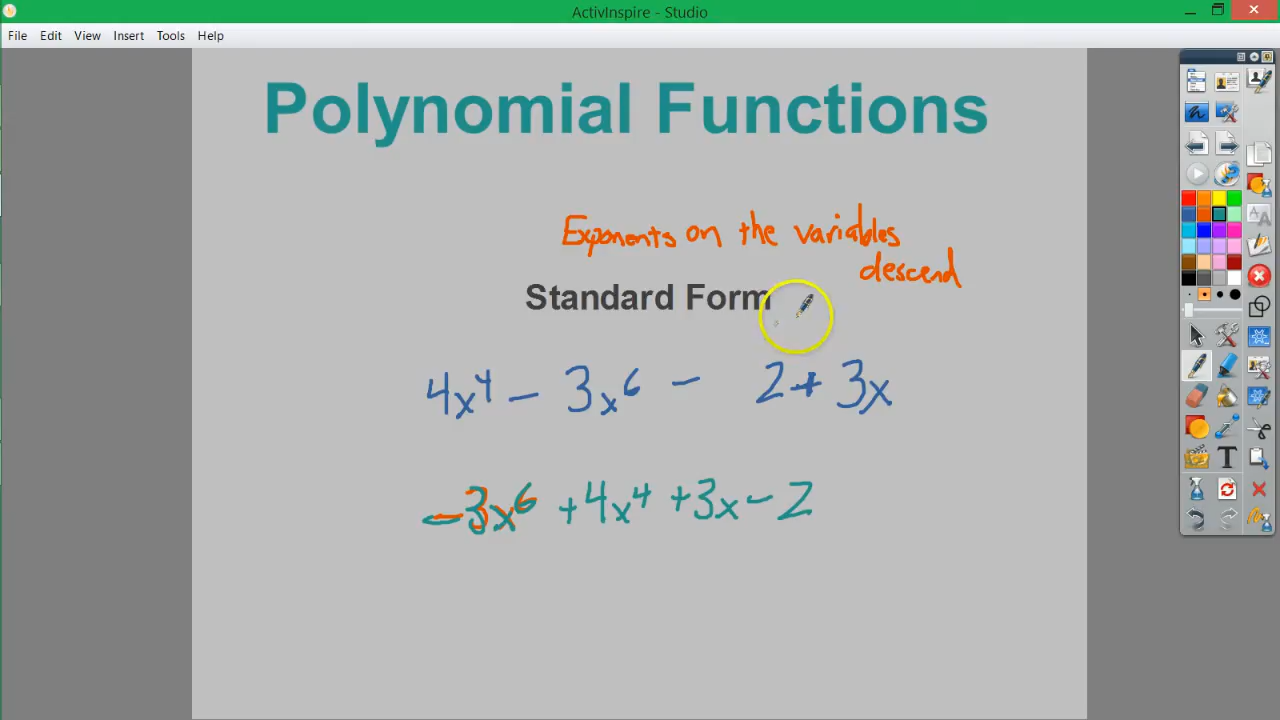 ActivInspire - Studio
File Edit View Insert Tools Help
Polynomial Functions
Exponents on the variables
descend
Standard Form
4x⁴ - 3x⁶ - 2 + 3x
-3x⁶ + 4x⁴ + 3x - 2